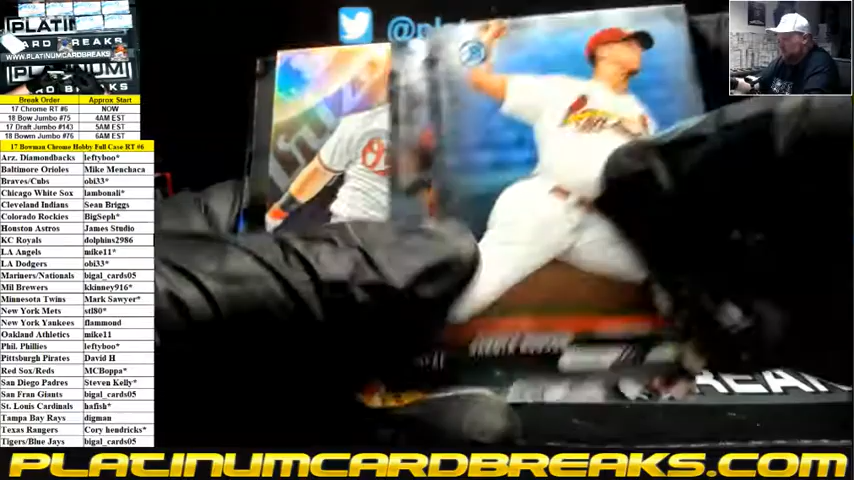 PLATIN
CARD BREAKS
PLATINUM
@pl
Break Order Approx Start
17 Chrome RT #6 NOW
18 Bow Jumbo #75 4AM EST
17 Draft Jumbo #143 5AM EST
18 Bowm Jumbo #76 6AM EST
17 Bowman Chrome Hobby Full Case RT #6
Arz. Diamondbacks leftyboo*
Baltimore Orioles Mike Menchaca
Braves/Cubs obi33*
Chicago White Sox lambonali*
Cleveland Indians Sean Briggs
Colorado Rockies BigSeph*
Houston Astros James Studio
KC Royals dolphins2986
LA Angels mike11*
LA Dodgers obi33*
Mariners/Nationals bigal_cards05
Mil Brewers kkinney916*
Minnesota Twins Mark Sawyer*
New York Mets stl80*
New York Yankees flammond
Oakland Athletics mike11
Phil. Phillies leftyboo*
Pittsburgh Pirates David H
Red Sox/Reds MCBoppa*
San Diego Padres Steven Kelly*
San Fran Giants bigal_cards05
St. Louis Cardinals hafish*
Tampa Bay Rays digman
Texas Rangers Cory hendricks*
Tigers/Blue Jays bigal_cards05
PLATINUMCARDBREAKS.COM